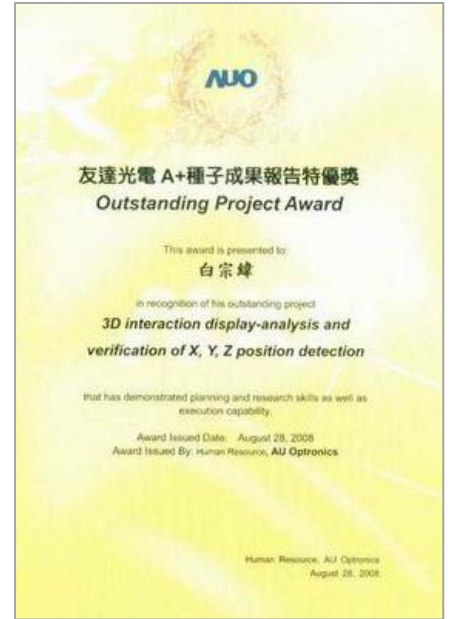 AUO
友達光電 A+種子成果報告特優獎
Outstanding Project Award
This award is presented to:
白宗緯
in recognition of his outstanding project
3D interaction display-analysis and
verification of X, Y, Z position detection
that has demonstrated planning and research skills as well as
execution capability.
Award Issued Date: August 28, 2008
Award Issued By: Human Resource, AU Optronics
Human Resource, AU Optronics
August 28, 2008